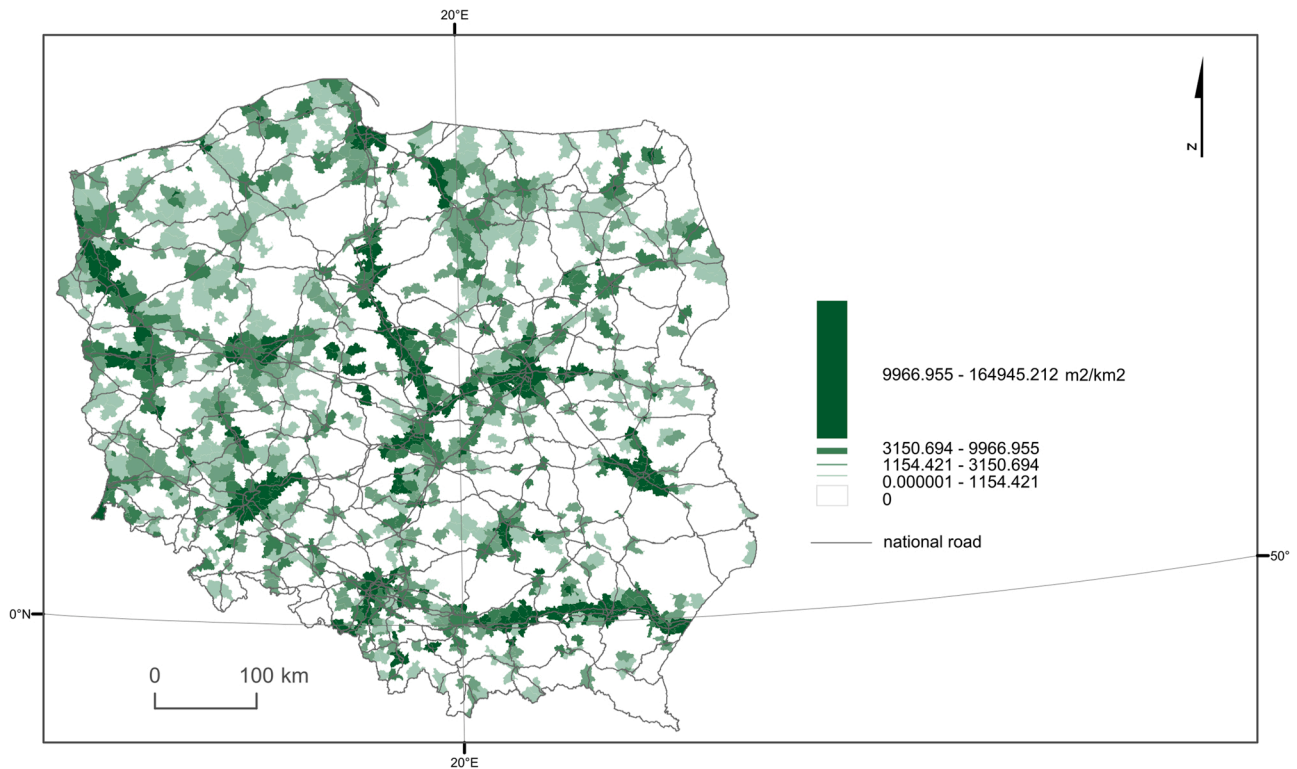 20°E
z
9966.955 - 164945.212 m2/km2
3150.694 - 9966.955
1154.421 - 3150.694
0.000001 - 1154.421
0
national road
50°
0°N
0 100 km
20°E